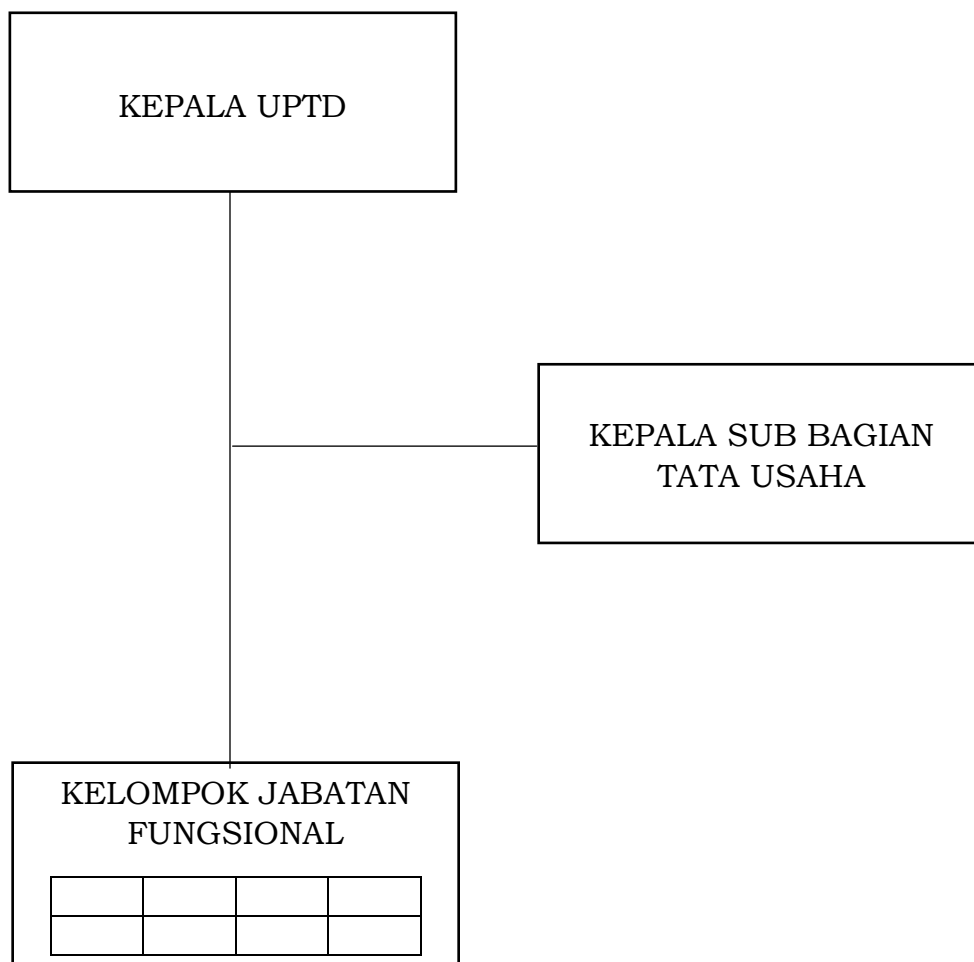 KEPALA UPTD
KEPALA SUB BAGIAN
TATA USAHA
KELOMPOK JABATAN
FUNGSIONAL